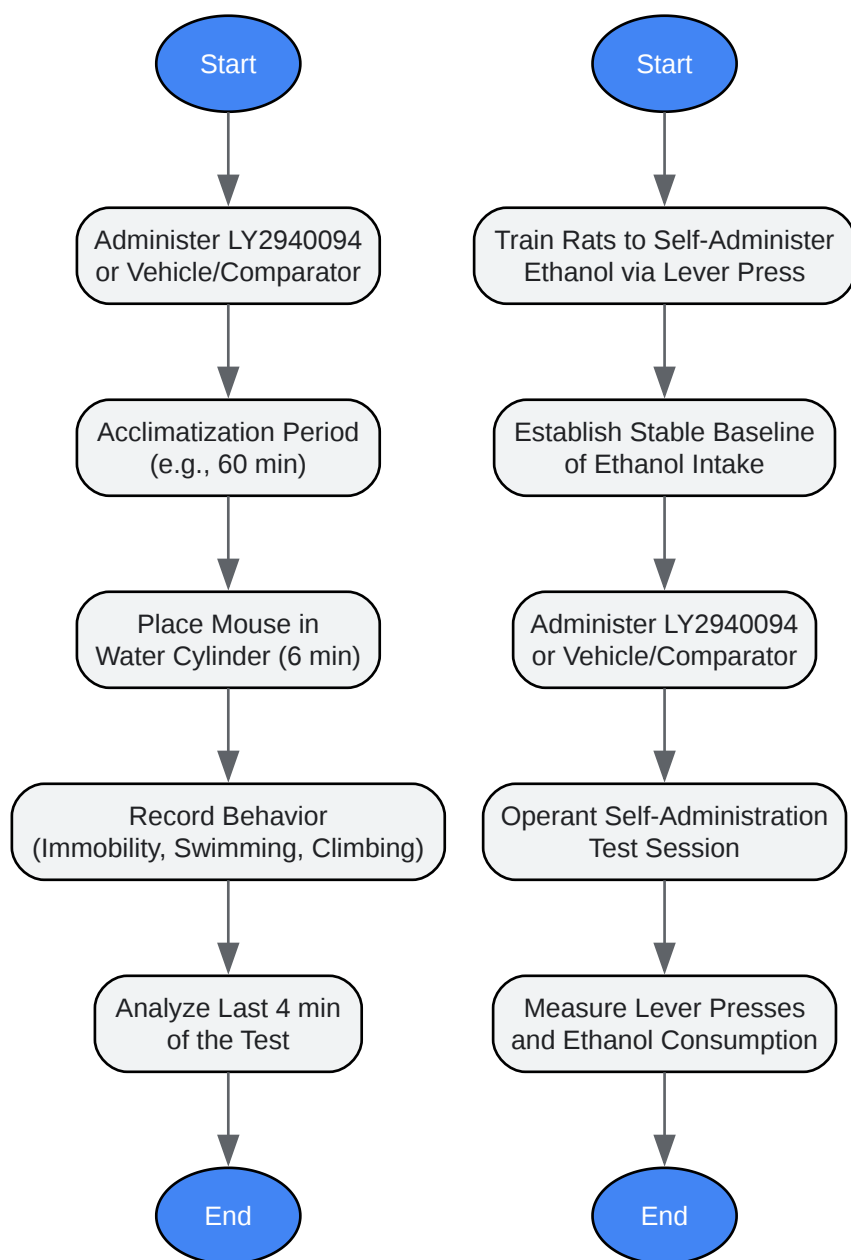 Start
Administer LY2940094
or Vehicle/Comparator
Acclimatization Period
(e.g., 60 min)
Place Mouse in
Water Cylinder (6 min)
Record Behavior
(Immobility, Swimming, Climbing)
Analyze Last 4 min
of the Test
End
Start
Train Rats to Self-Administer
Ethanol via Lever Press
Establish Stable Baseline
of Ethanol Intake
Administer LY2940094
or Vehicle/Comparator
Operant Self-Administration
Test Session
Measure Lever Presses
and Ethanol Consumption
End